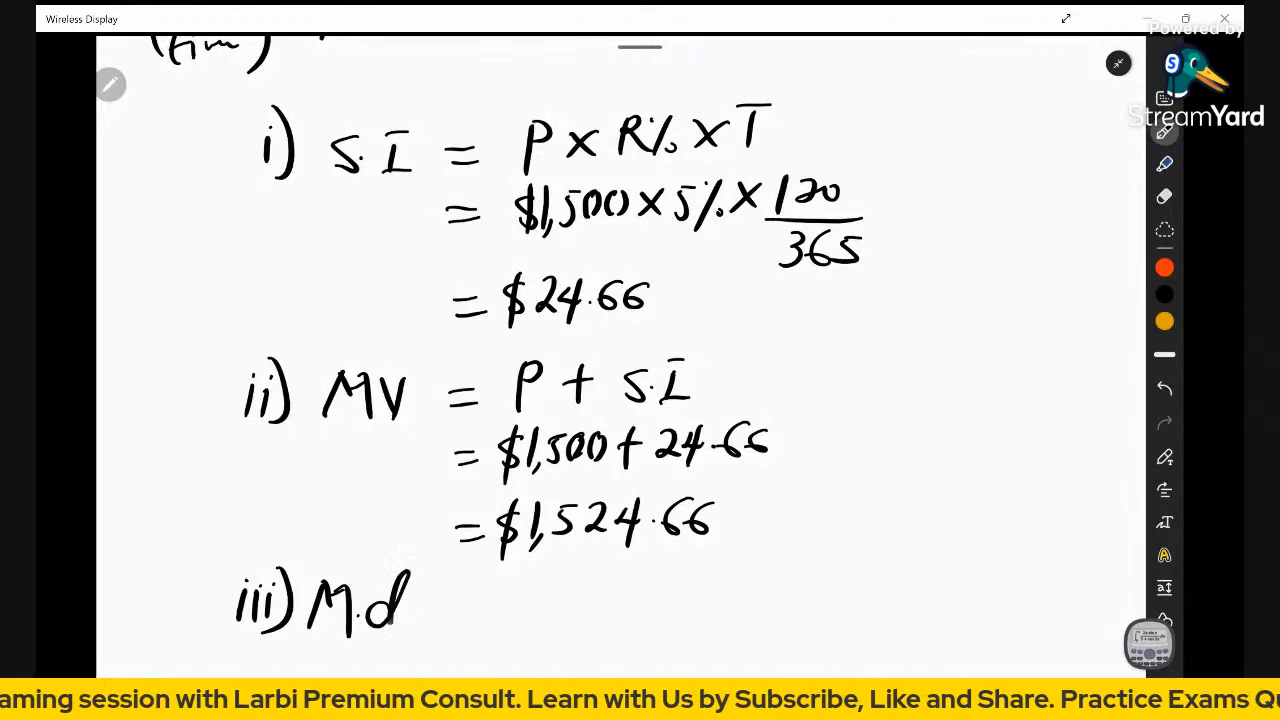 Wireless Display
Powered by
StreamYard
(firm)
i) S.I = P x R% x T
= $1,500 x 5% x 120/365
= $24.66
ii) MV = P + S.I
= $1,500 + 24.66
= $1,524.66
iii) M.d
aming session with Larbi Premium Consult. Learn with Us by Subscribe, Like and Share. Practice Exams Qu